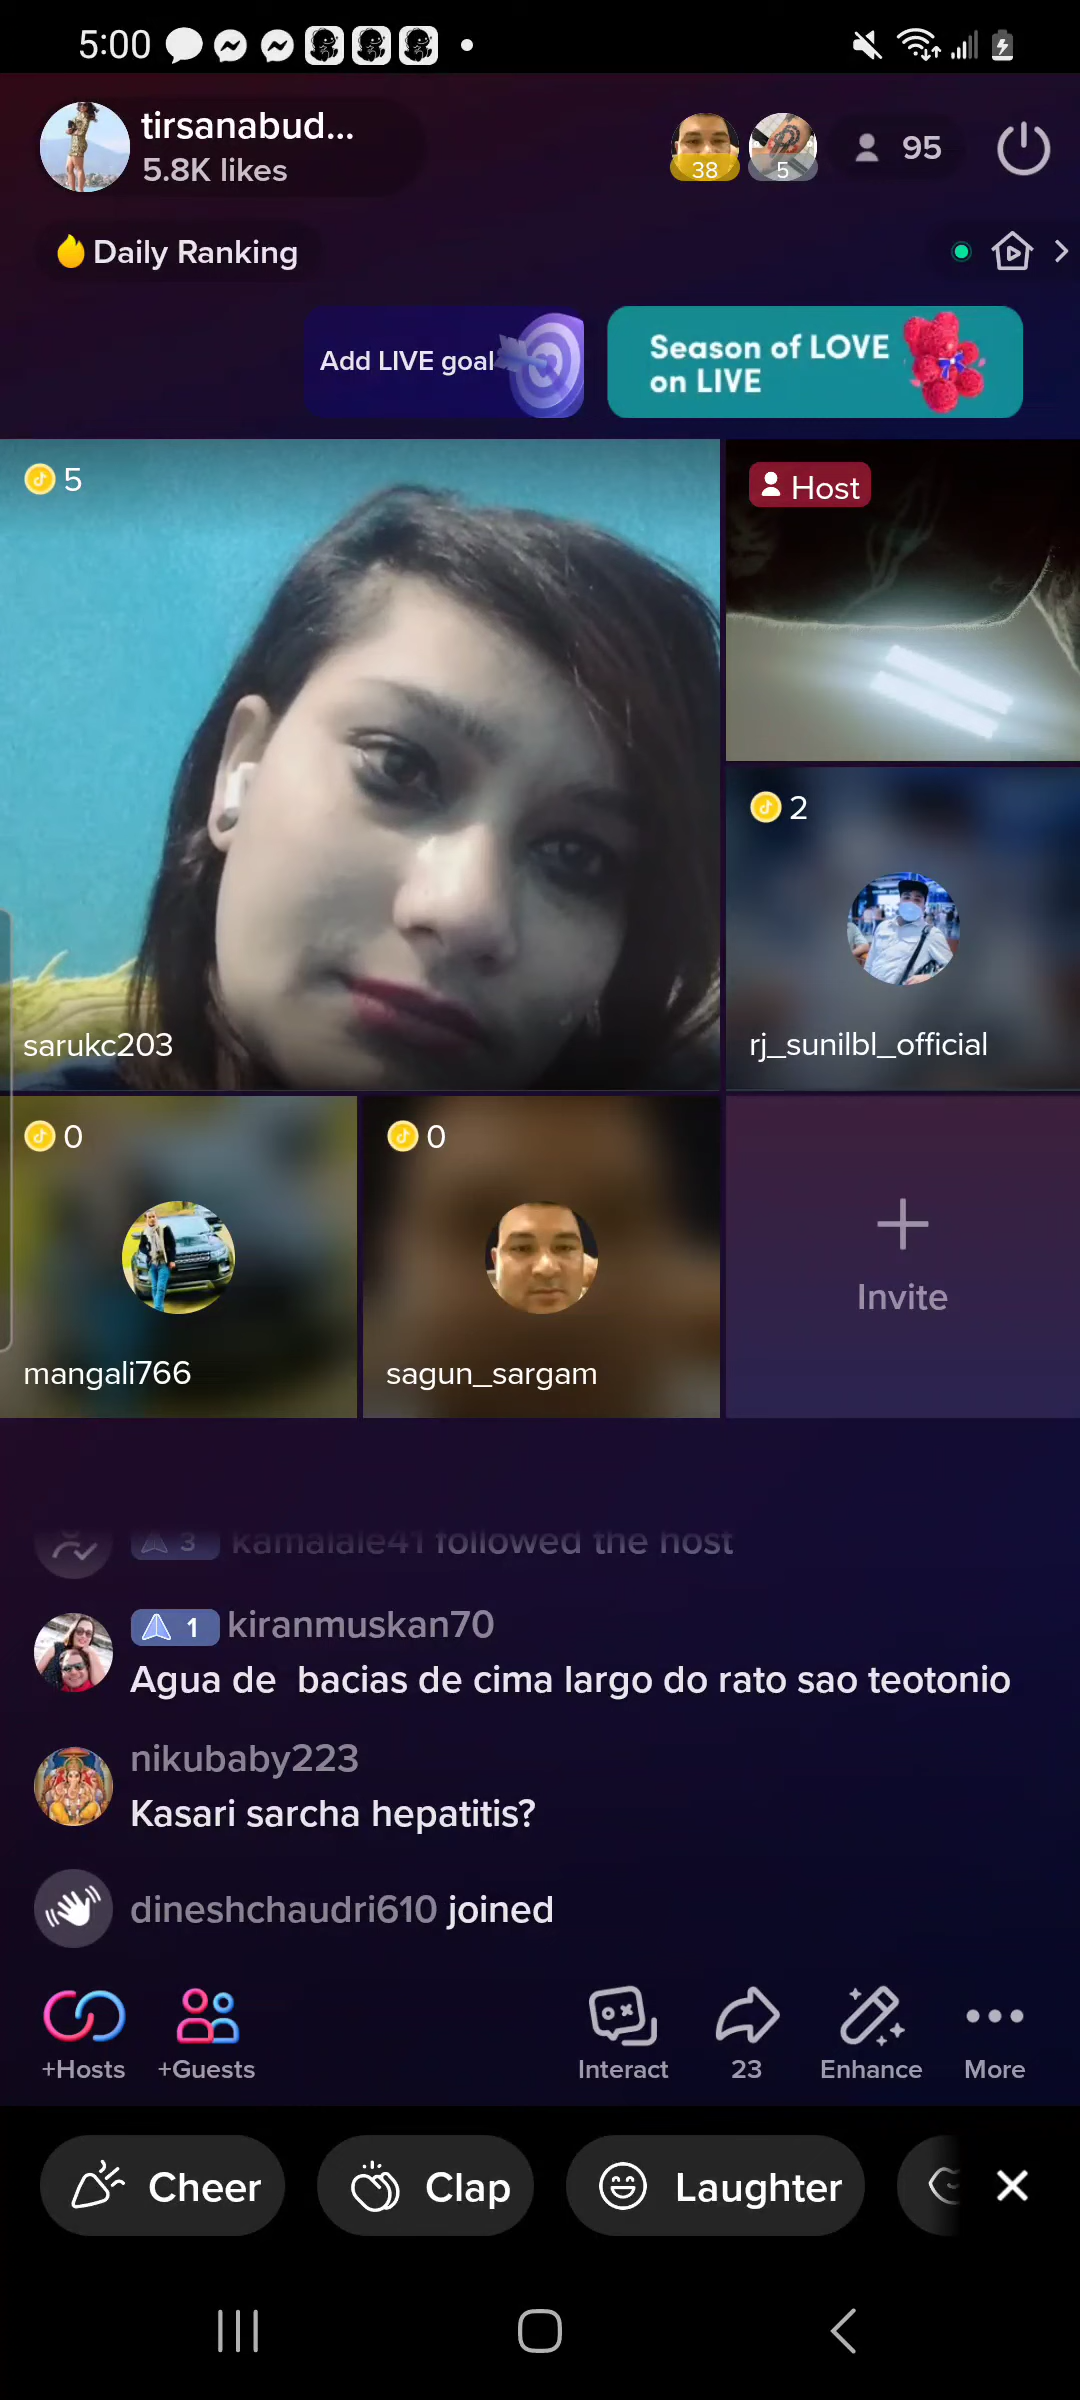 5:00
tirsanabud...
5.8K likes
38
5
95
Daily Ranking
Add LIVE goal
Season of LOVE
on LIVE
5
Host
2
sarukc203
rj_sunilbl_official
0
0
mangali766
sagun_sargam
Invite
3 kamalale41 followed the host
1 kiranmuskan70
Agua de bacias de cima largo do rato sao teotonio
nikubaby223
Kasari sarcha hepatitis?
dineshchaudri610 joined
+Hosts
+Guests
Interact
23
Enhance
More
Cheer
Clap
Laughter